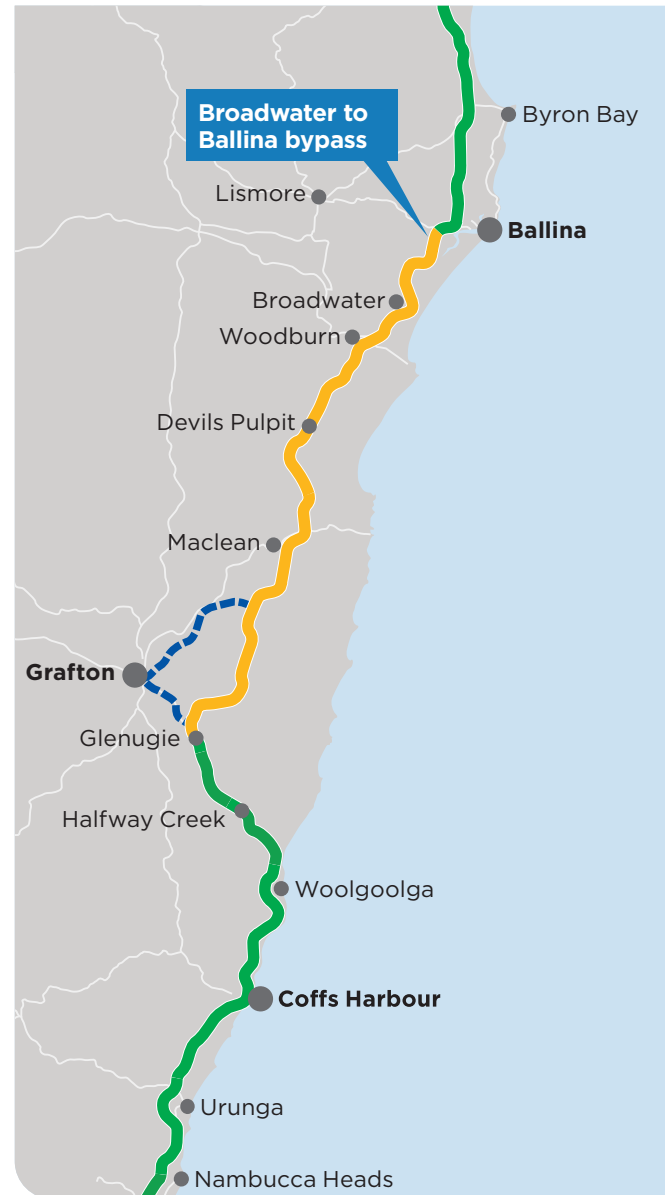 Broadwater to
Ballina bypass
Byron Bay
Lismore
Ballina
Broadwater
Woodburn
Devils Pulpit
Maclean
Grafton
Glenugie
Halfway Creek
Woolgoolga
Coffs Harbour
Urunga
Nambucca Heads